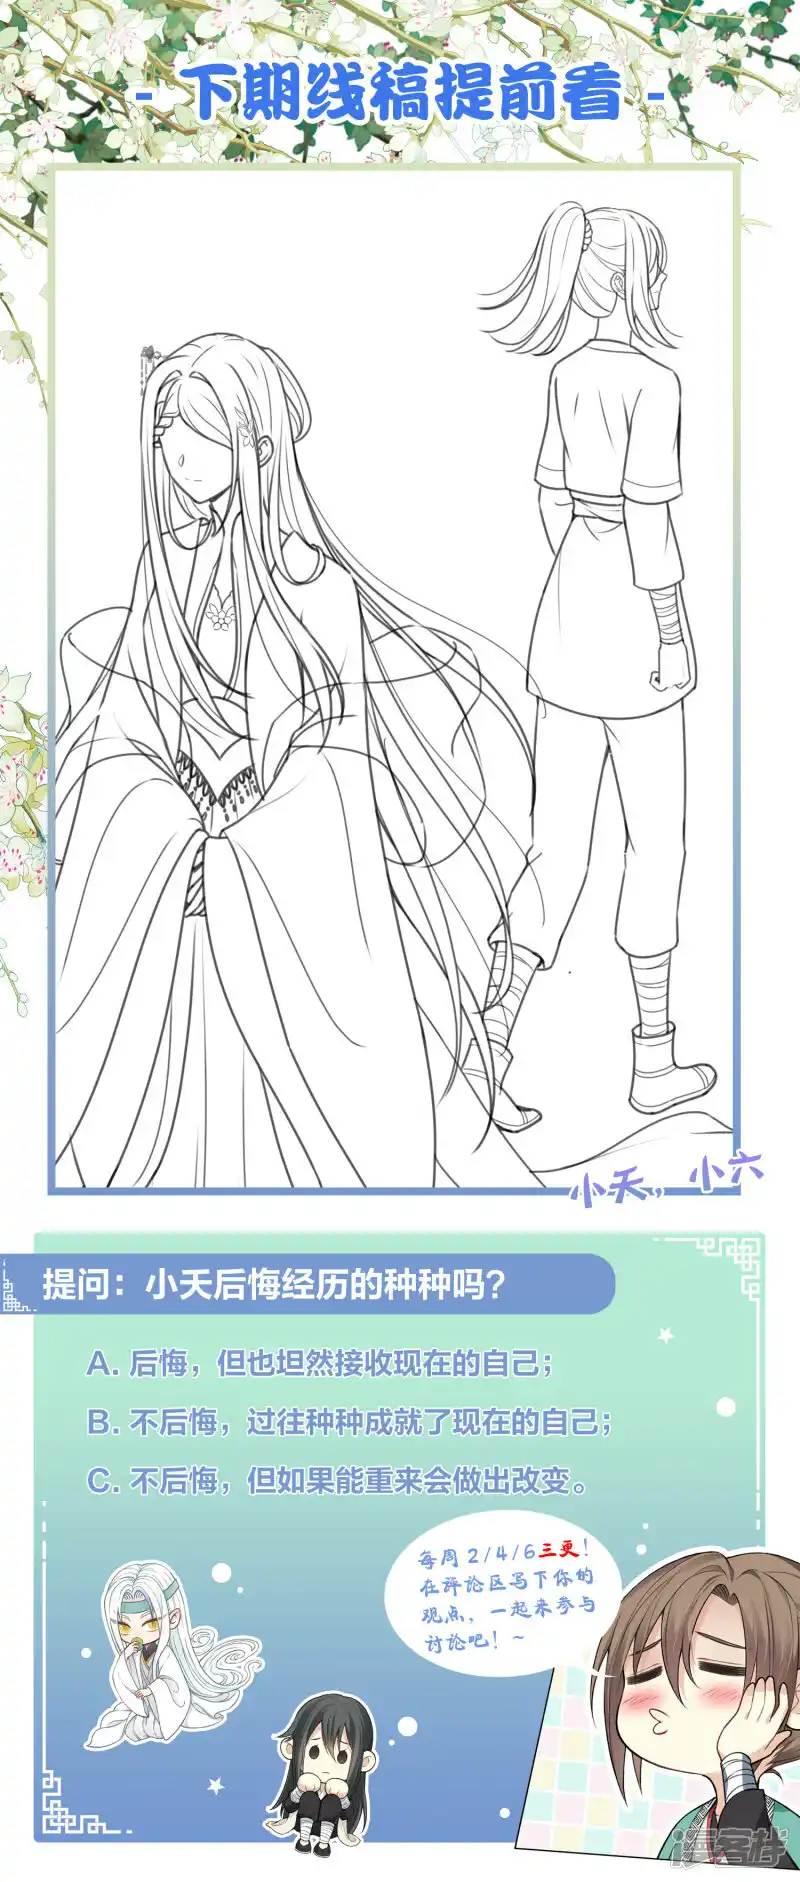 - 下期线稿提前看 -
小夭，小六
提问：小夭后悔经历的种种吗？
A. 后悔，但也坦然接收现在的自己；
B. 不后悔，过往种种成就了现在的自己；
C. 不后悔，但如果能重来会做出改变。
每周 2/4/6三更！
在评论区写下你的
观点，一起来参与
讨论吧！~
漫客栈